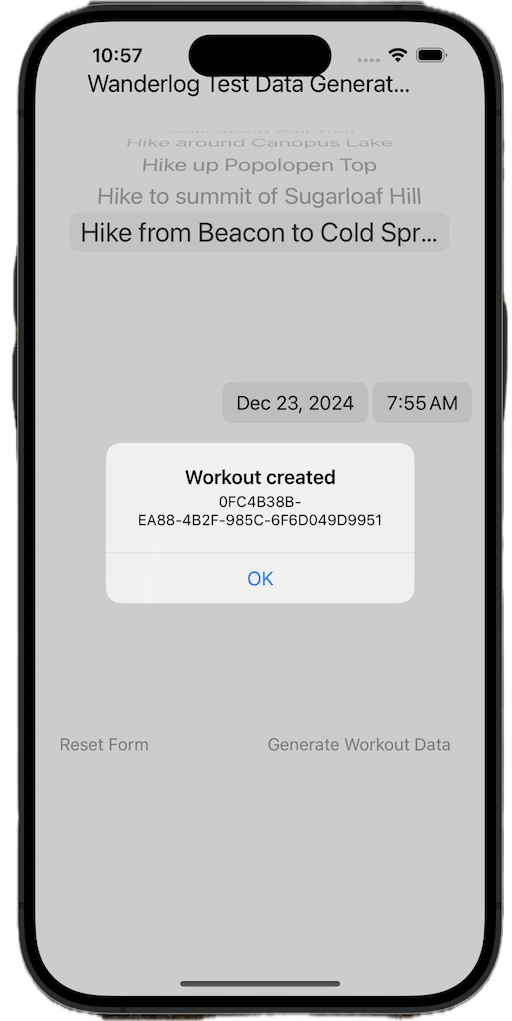 10:57
Wanderlog Test Data Generat...
Hike around Canopus Lake
Hike up Popolopen Top
Hike to summit of Sugarloaf Hill
Hike from Beacon to Cold Spr...
Dec 23, 2024 7:55 AM
Workout created
0FC4B38B-
EA88-4B2F-985C-6F6D049D9951
OK
Reset Form Generate Workout Data